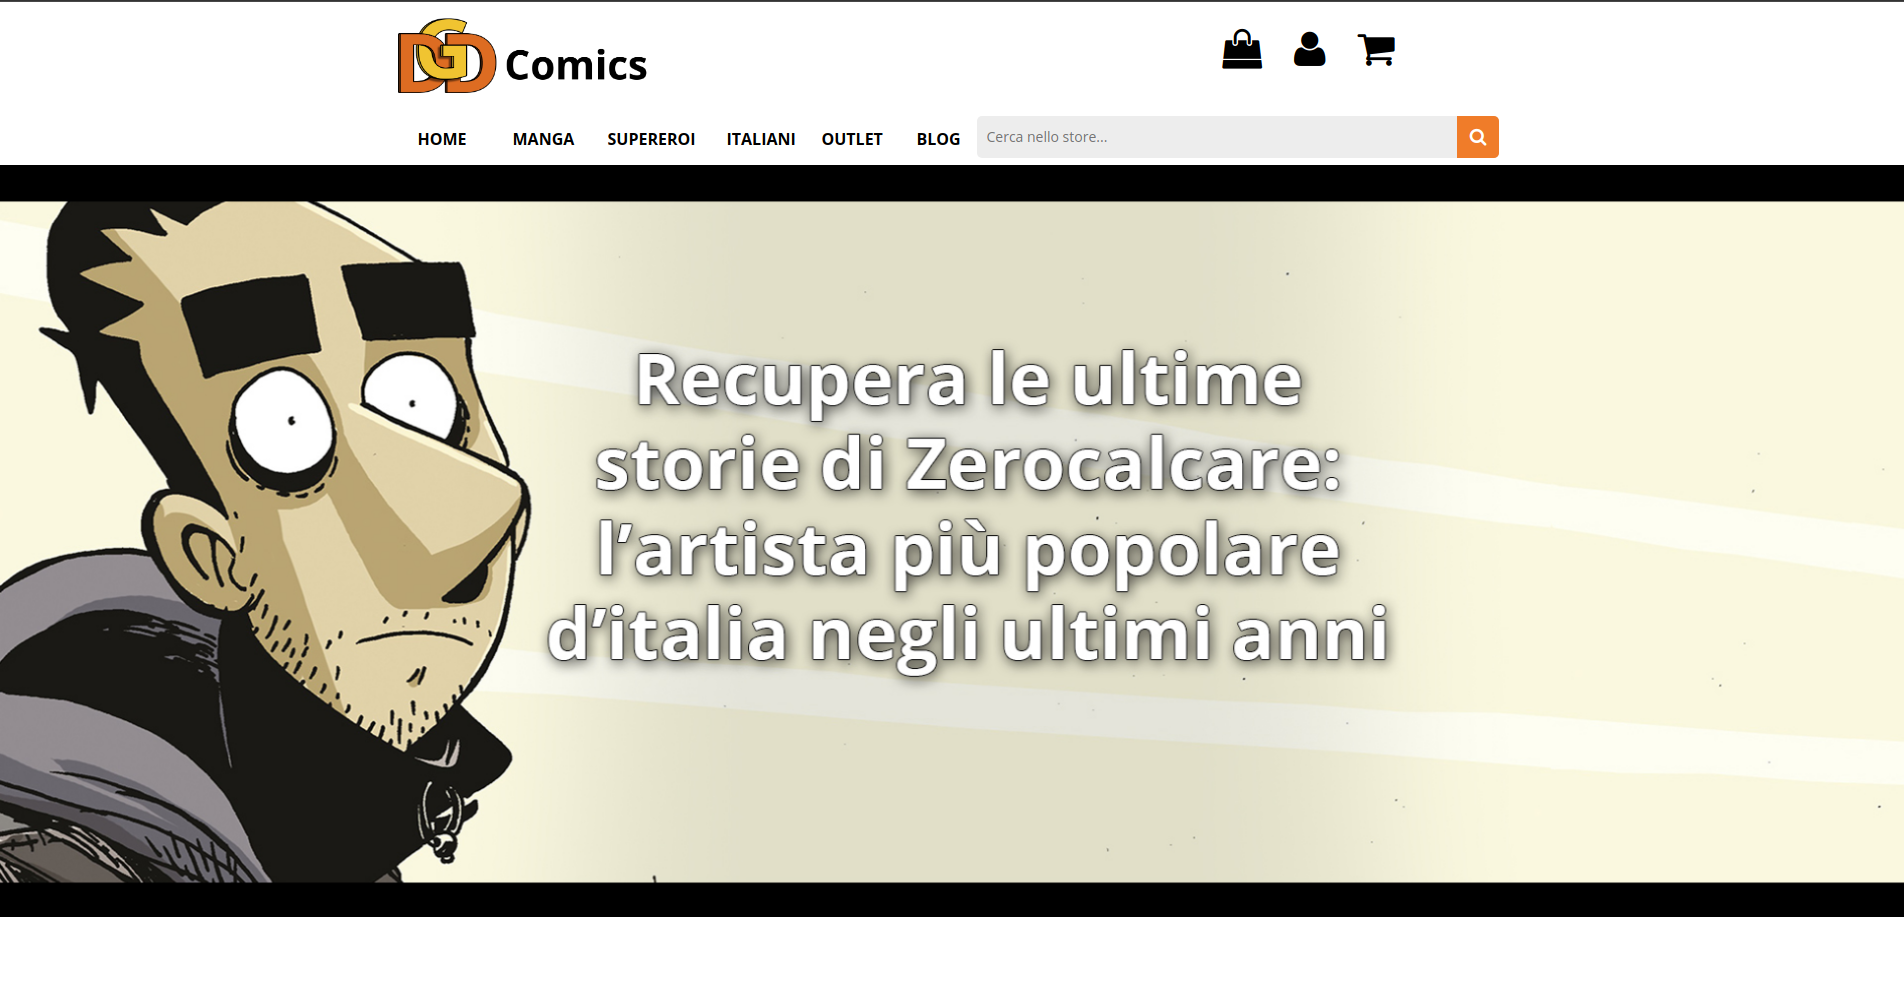 DGD Comics
HOME MANGA SUPEREROI ITALIANI OUTLET BLOG Cerca nello store...
Recupera le ultime
storie di Zerocalcare:
l’artista più popolare
d’italia negli ultimi anni